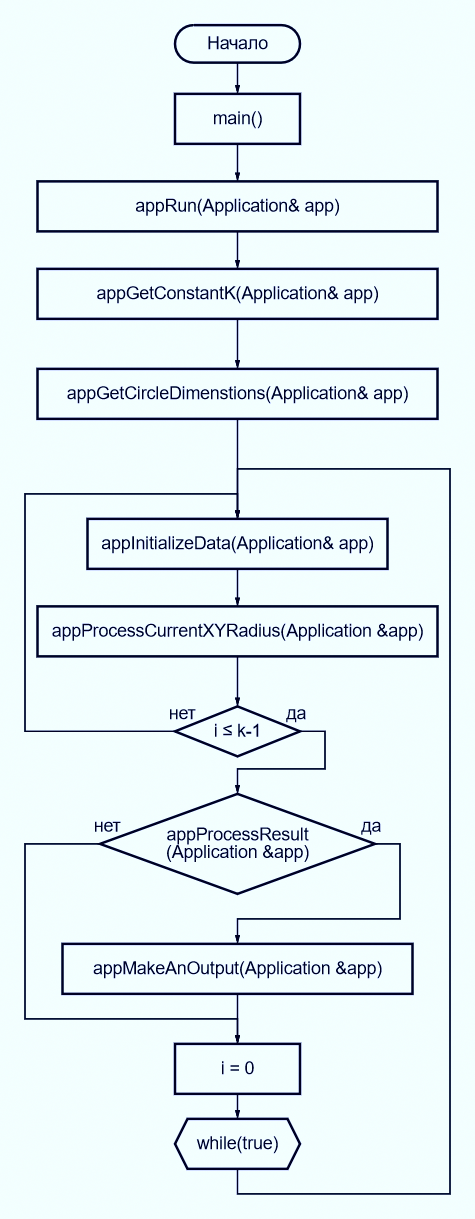 Начало
main()
appRun(Application& app)
appGetConstantK(Application& app)
appGetCircleDimenstions(Application& app)
appInitializeData(Application& app)
appProcessCurrentXYRadius(Application &app)
нет
да
i ≤ k-1
нет
да
appProcessResult
(Application &app)
appMakeAnOutput(Application &app)
i = 0
while(true)